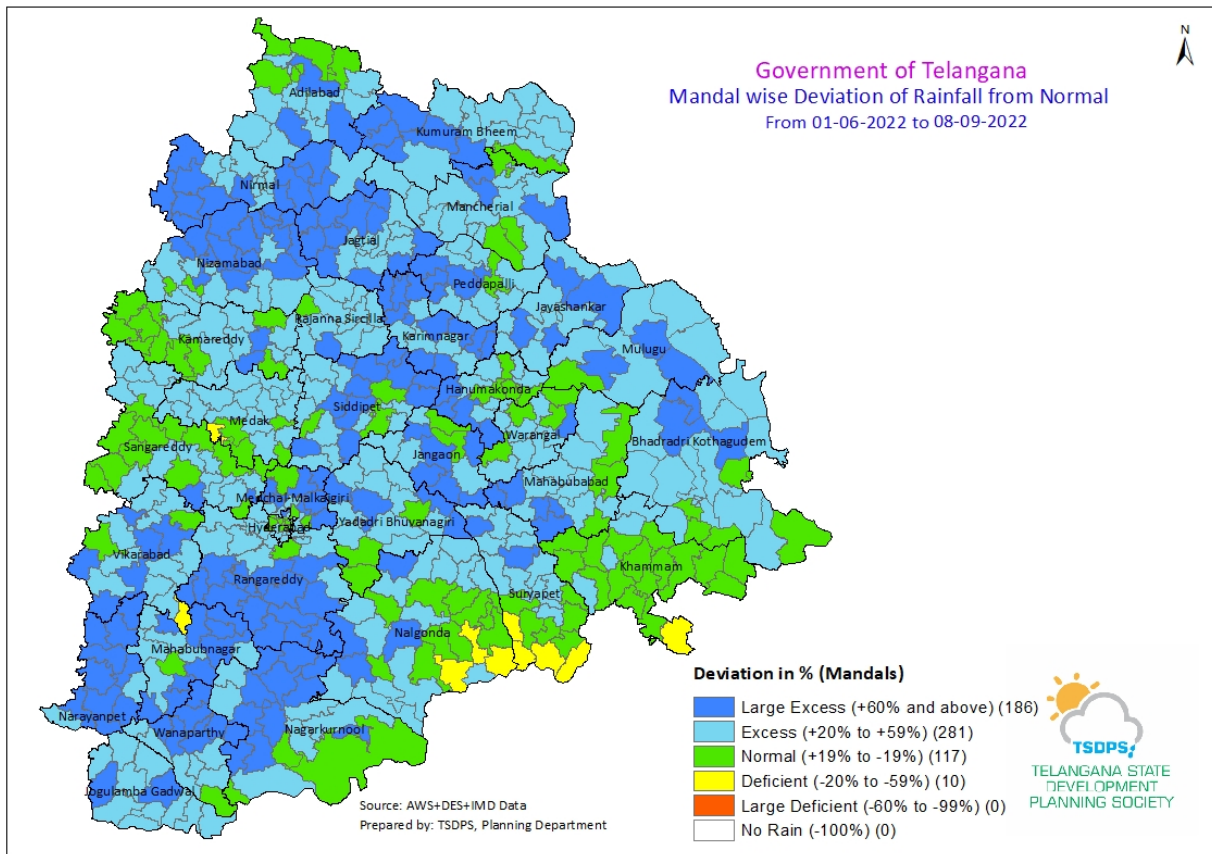 N
Government of Telangana
Mandal wise Deviation of Rainfall from Normal
From 01-06-2022 to 08-09-2022
Adilabad
Kumuram Bheem
Nirmal
Mancherial
Jagtial
Nizamabad
Peddapalli
Jayashankar
Rajanna Sircilla
Kamareddy
Karimnagar
Mulugu
Hanumakonda
Siddipet
Medak
Warangal
Bhadradri Kothagudem
Sangareddy
Jangaon
Mahabubabad
Medchal-Malkajgiri
Yadadri Bhuvanagiri
Hyderabad
Vikarabad
Khammam
Rangareddy
Suryapet
Nalgonda
Mahabubnagar
Narayanpet
Wanaparthy
Nagarkurnool
Jogulamba Gadwal
Deviation in % (Mandals)
Large Excess (+60% and above) (186)
Excess (+20% to +59%) (281)
Normal (+19% to -19%) (117)
Deficient (-20% to -59%) (10)
Large Deficient (-60% to -99%) (0)
No Rain (-100%) (0)
TSDPS
TELANGANA STATE
DEVELOPMENT
PLANNING SOCIETY
Source: AWS+DES+IMD Data
Prepared by: TSDPS, Planning Department